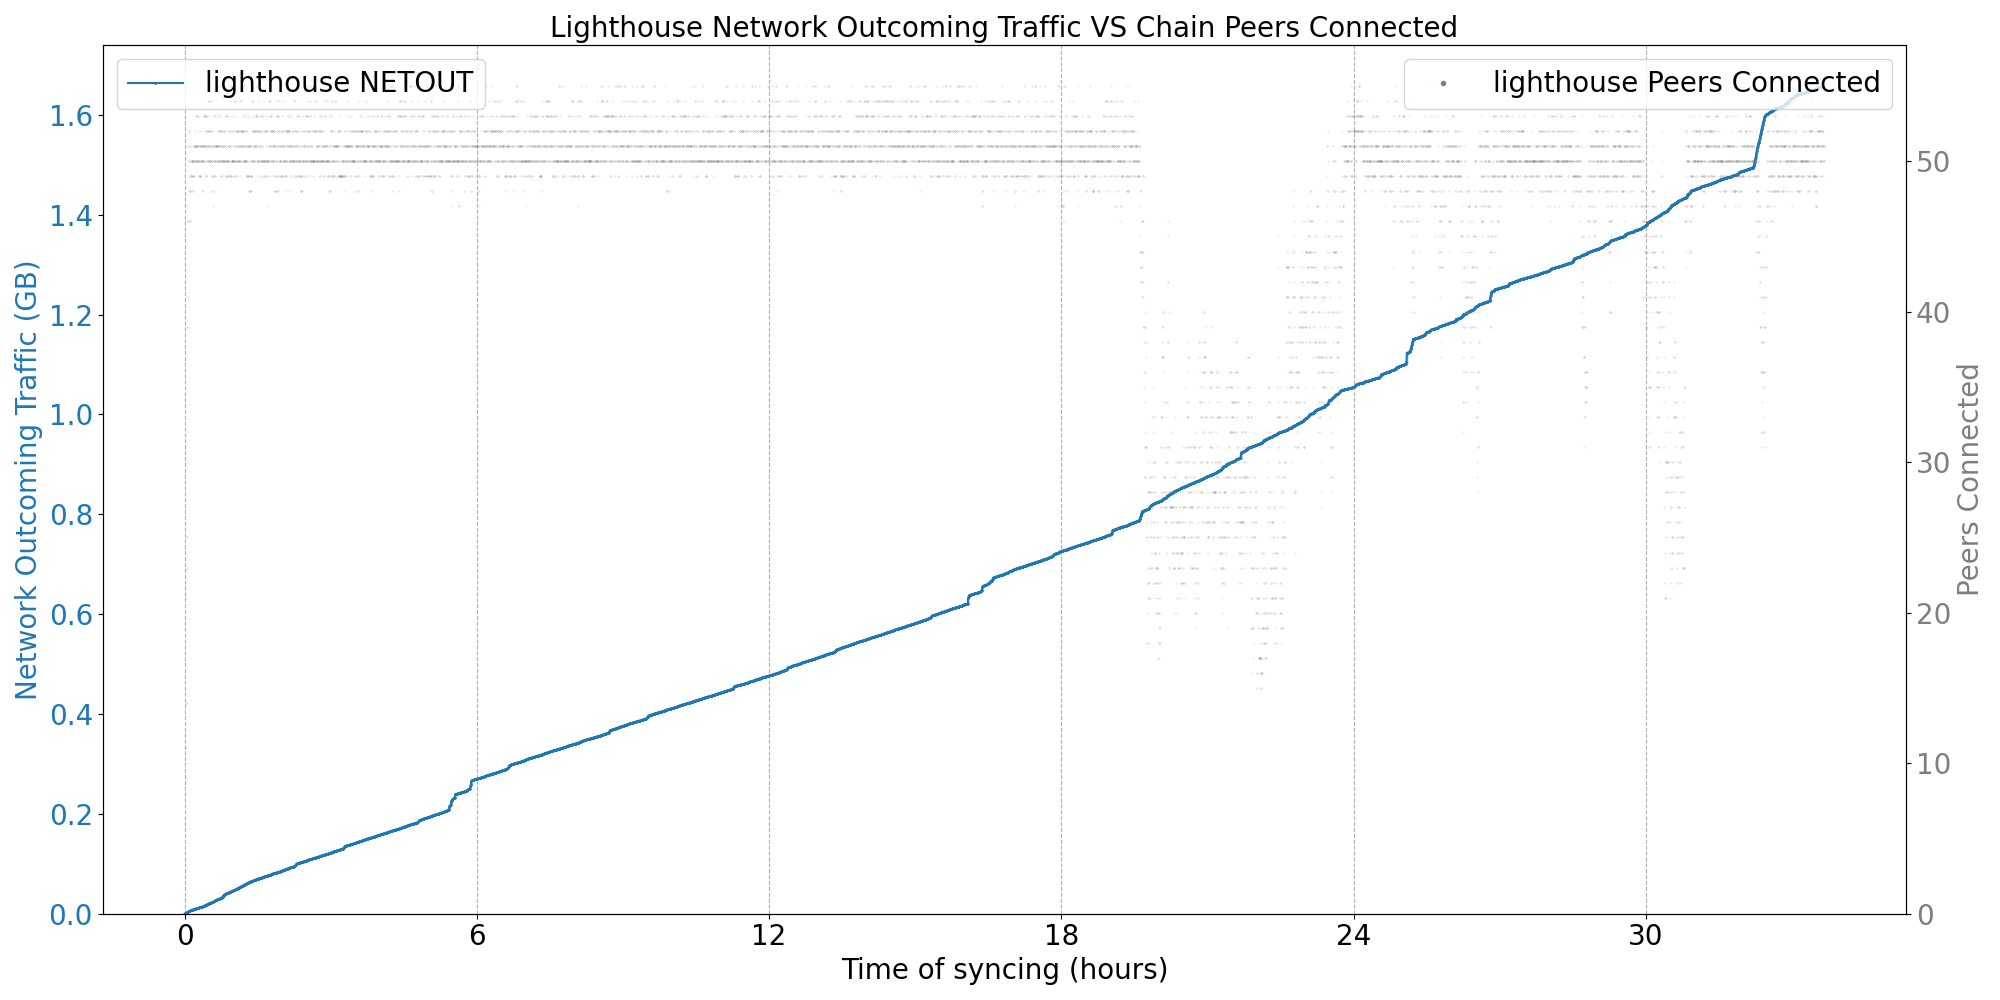 Lighthouse Network Outcoming Traffic VS Chain Peers Connected
lighthouse NETOUT
lighthouse Peers Connected
Network Outcoming Traffic (GB)
1.6
1.4
1.2
1.0
0.8
0.6
0.4
0.2
0.0
50
40
30
20
10
0
Peers Connected
0 6 12 18 24 30
Time of syncing (hours)